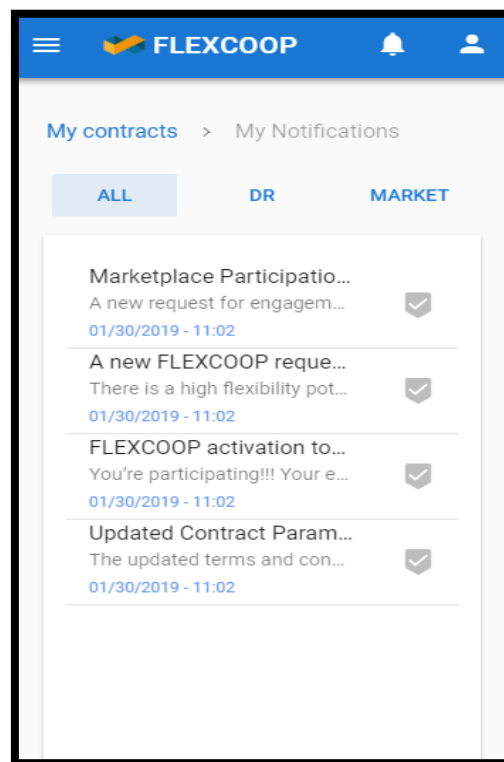 FLEXCOOP
My contracts > My Notifications
ALL DR MARKET
Marketplace Participatio...
A new request for engagem...
01/30/2019 - 11:02
A new FLEXCOOP reque...
There is a high flexibility pot...
01/30/2019 - 11:02
FLEXCOOP activation to...
You're participating!!! Your e...
01/30/2019 - 11:02
Updated Contract Param...
The updated terms and con...
01/30/2019 - 11:02